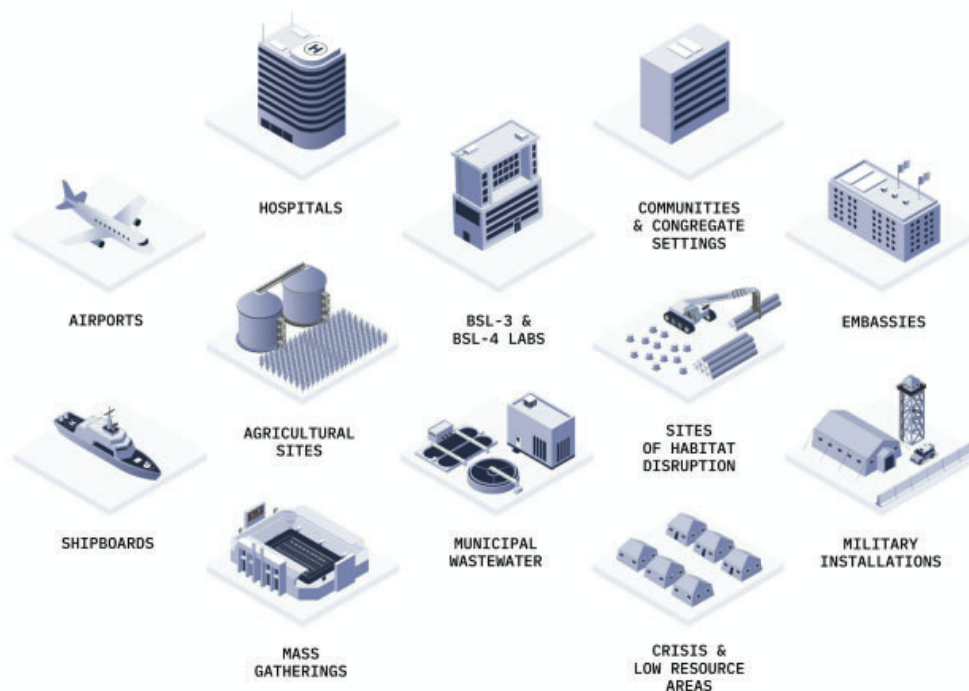 HOSPITALS
COMMUNITIES
& CONGREGATE
SETTINGS
AIRPORTS
BSL-3 &
BSL-4 LABS
EMBASSIES
AGRICULTURAL
SITES
SITES
OF HABITAT
DISRUPTION
SHIPBOARDS
MUNICIPAL
WASTEWATER
MILITARY
INSTALLATIONS
MASS
GATHERINGS
CRISIS &
LOW RESOURCE
AREAS
H